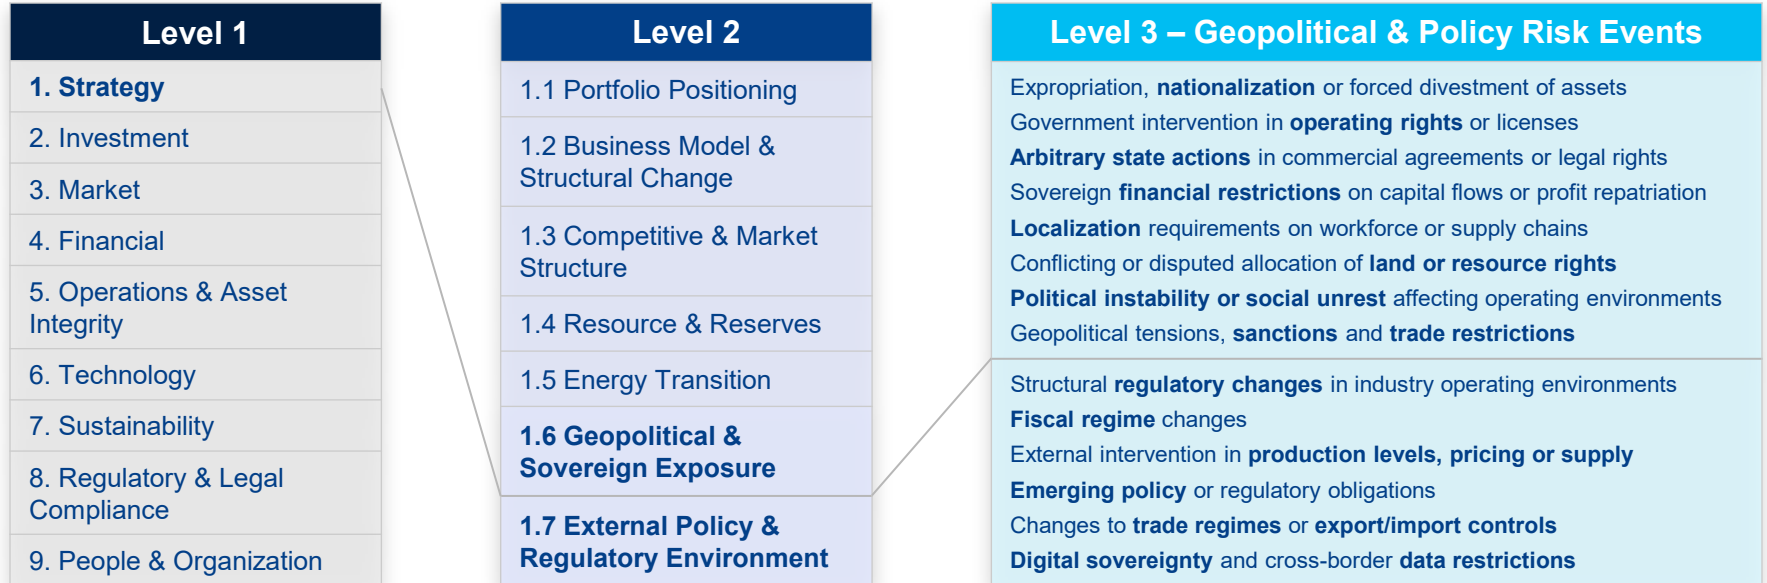 Level 1
1. Strategy
2. Investment
3. Market
4. Financial
5. Operations & Asset
Integrity
6. Technology
7. Sustainability
8. Regulatory & Legal
Compliance
9. People & Organization
Level 2
1.1 Portfolio Positioning
1.2 Business Model &
Structural Change
1.3 Competitive & Market
Structure
1.4 Resource & Reserves
1.5 Energy Transition
1.6 Geopolitical &
Sovereign Exposure
1.7 External Policy &
Regulatory Environment
Level 3 – Geopolitical & Policy Risk Events
Expropriation, nationalization or forced divestment of assets
Government intervention in operating rights or licenses
Arbitrary state actions in commercial agreements or legal rights
Sovereign financial restrictions on capital flows or profit repatriation
Localization requirements on workforce or supply chains
Conflicting or disputed allocation of land or resource rights
Political instability or social unrest affecting operating environments
Geopolitical tensions, sanctions and trade restrictions
Structural regulatory changes in industry operating environments
Fiscal regime changes
External intervention in production levels, pricing or supply
Emerging policy or regulatory obligations
Changes to trade regimes or export/import controls
Digital sovereignty and cross-border data restrictions